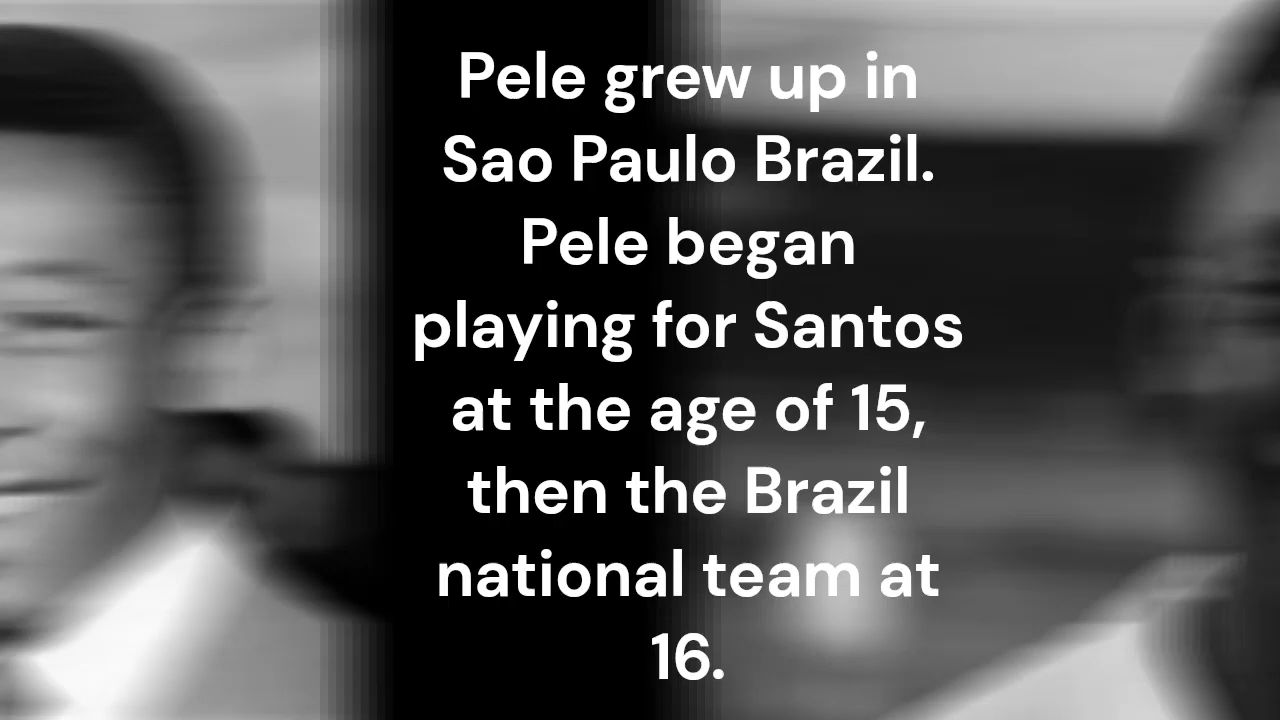 Pele grew up in
Sao Paulo Brazil.
Pele began
playing for Santos
at the age of 15,
then the Brazil
national team at
16.